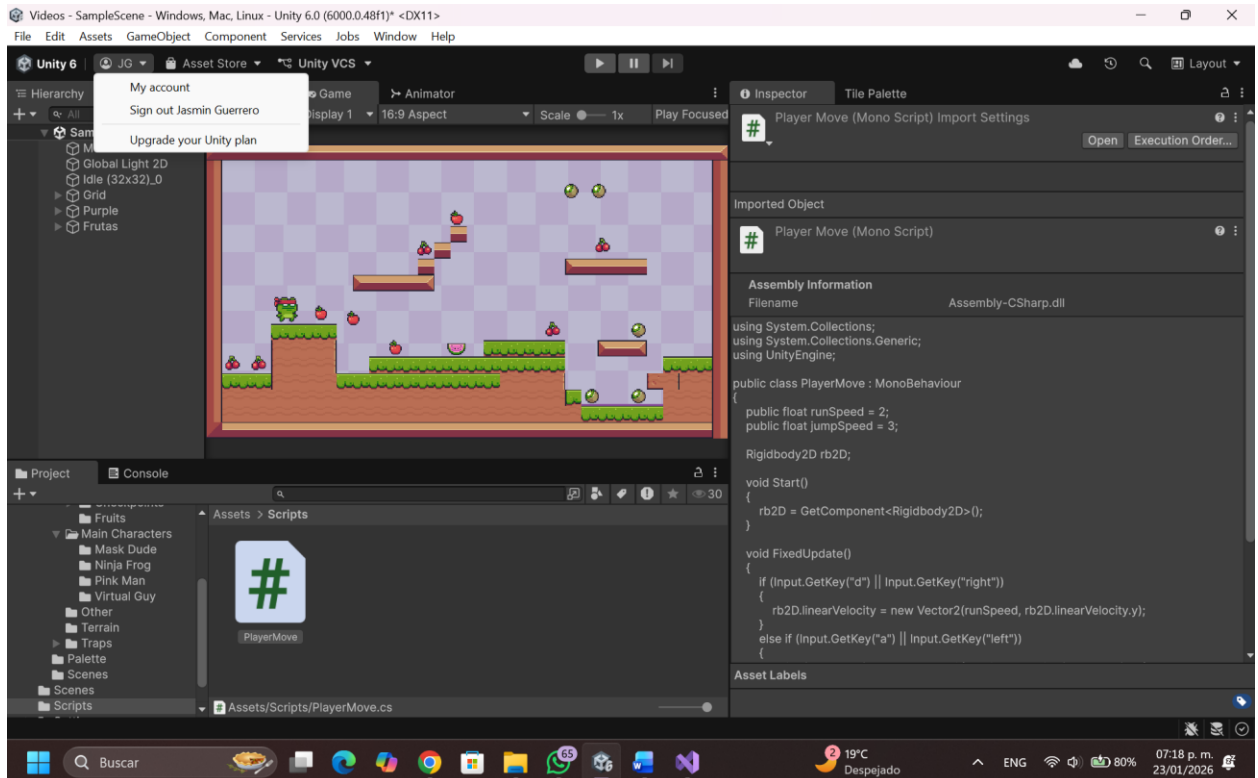 Videos - SampleScene - Windows, Mac, Linux - Unity 6.0 (6000.0.48f1)* <DX11>
File Edit Assets GameObject Component Services Jobs Window Help
Unity 6 JG Asset Store Unity VCS Layout
My account
Sign out Jasmin Guerrero
Upgrade your Unity plan
Hierarchy
All
Global Light 2D
Idle (32x32)_0
Grid
Purple
Frutas
Game Animator
Display 1 16:9 Aspect Scale 1x Play Focused
Inspector Tile Palette
Player Move (Mono Script) Import Settings
Open Execution Order...
Imported Object
Player Move (Mono Script)
Assembly Information
Filename Assembly-CSharp.dll
using System.Collections;
using System.Collections.Generic;
using UnityEngine;
public class PlayerMove : MonoBehaviour
{
public float runSpeed = 2;
public float jumpSpeed = 3;
Rigidbody2D rb2D;
void Start()
{
rb2D = GetComponent<Rigidbody2D>();
}
void FixedUpdate()
{
if (Input.GetKey("d") || Input.GetKey("right"))
{
rb2D.linearVelocity = new Vector2(runSpeed, rb2D.linearVelocity.y);
}
else if (Input.GetKey("a") || Input.GetKey("left"))
{
Asset Labels
Project Console
30
Fruits
Main Characters
Mask Dude
Ninja Frog
Pink Man
Virtual Guy
Other
Terrain
Traps
Palette
Scenes
Scenes
Scripts
Assets > Scripts
#
PlayerMove
Assets/Scripts/PlayerMove.cs
Buscar
65
2
19°C
Despejado
ENG
80%
07:18 p. m.
23/01/2026